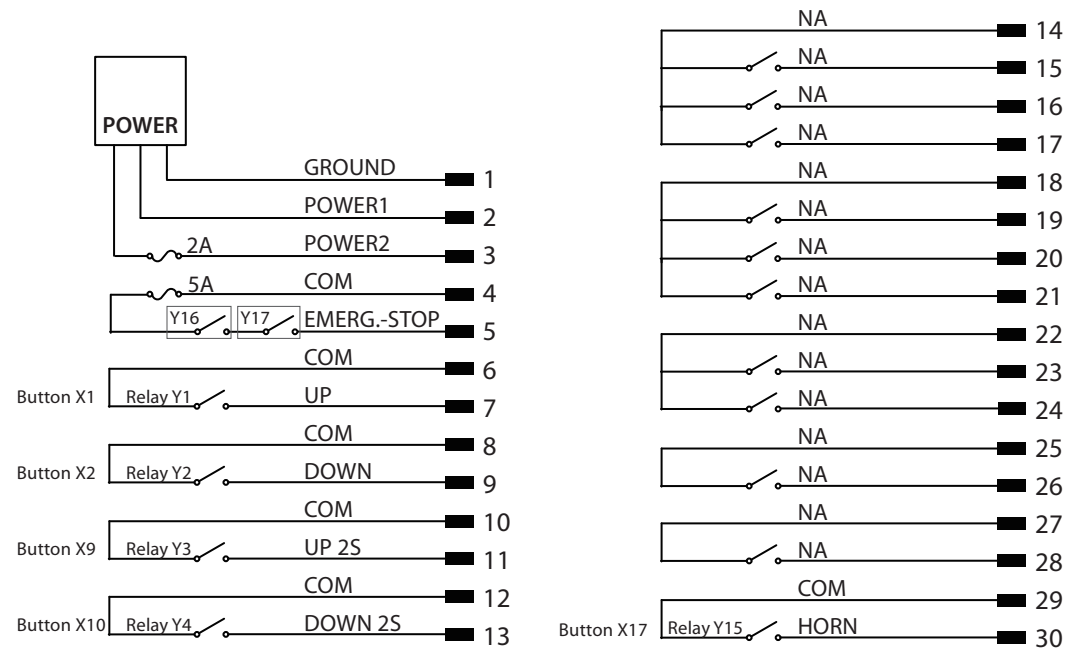 POWER
GROUND 1
POWER1 2
2A POWER2 3
5A COM 4
Y16 Y17 EMERG.-STOP 5
COM 6
Button X1 Relay Y1 UP 7
COM 8
Button X2 Relay Y2 DOWN 9
COM 10
Button X9 Relay Y3 UP 2S 11
COM 12
Button X10 Relay Y4 DOWN 2S 13
NA 14
NA 15
NA 16
NA 17
NA 18
NA 19
NA 20
NA 21
NA 22
NA 23
NA 24
NA 25
NA 26
NA 27
NA 28
COM 29
Button X17 Relay Y15 HORN 30